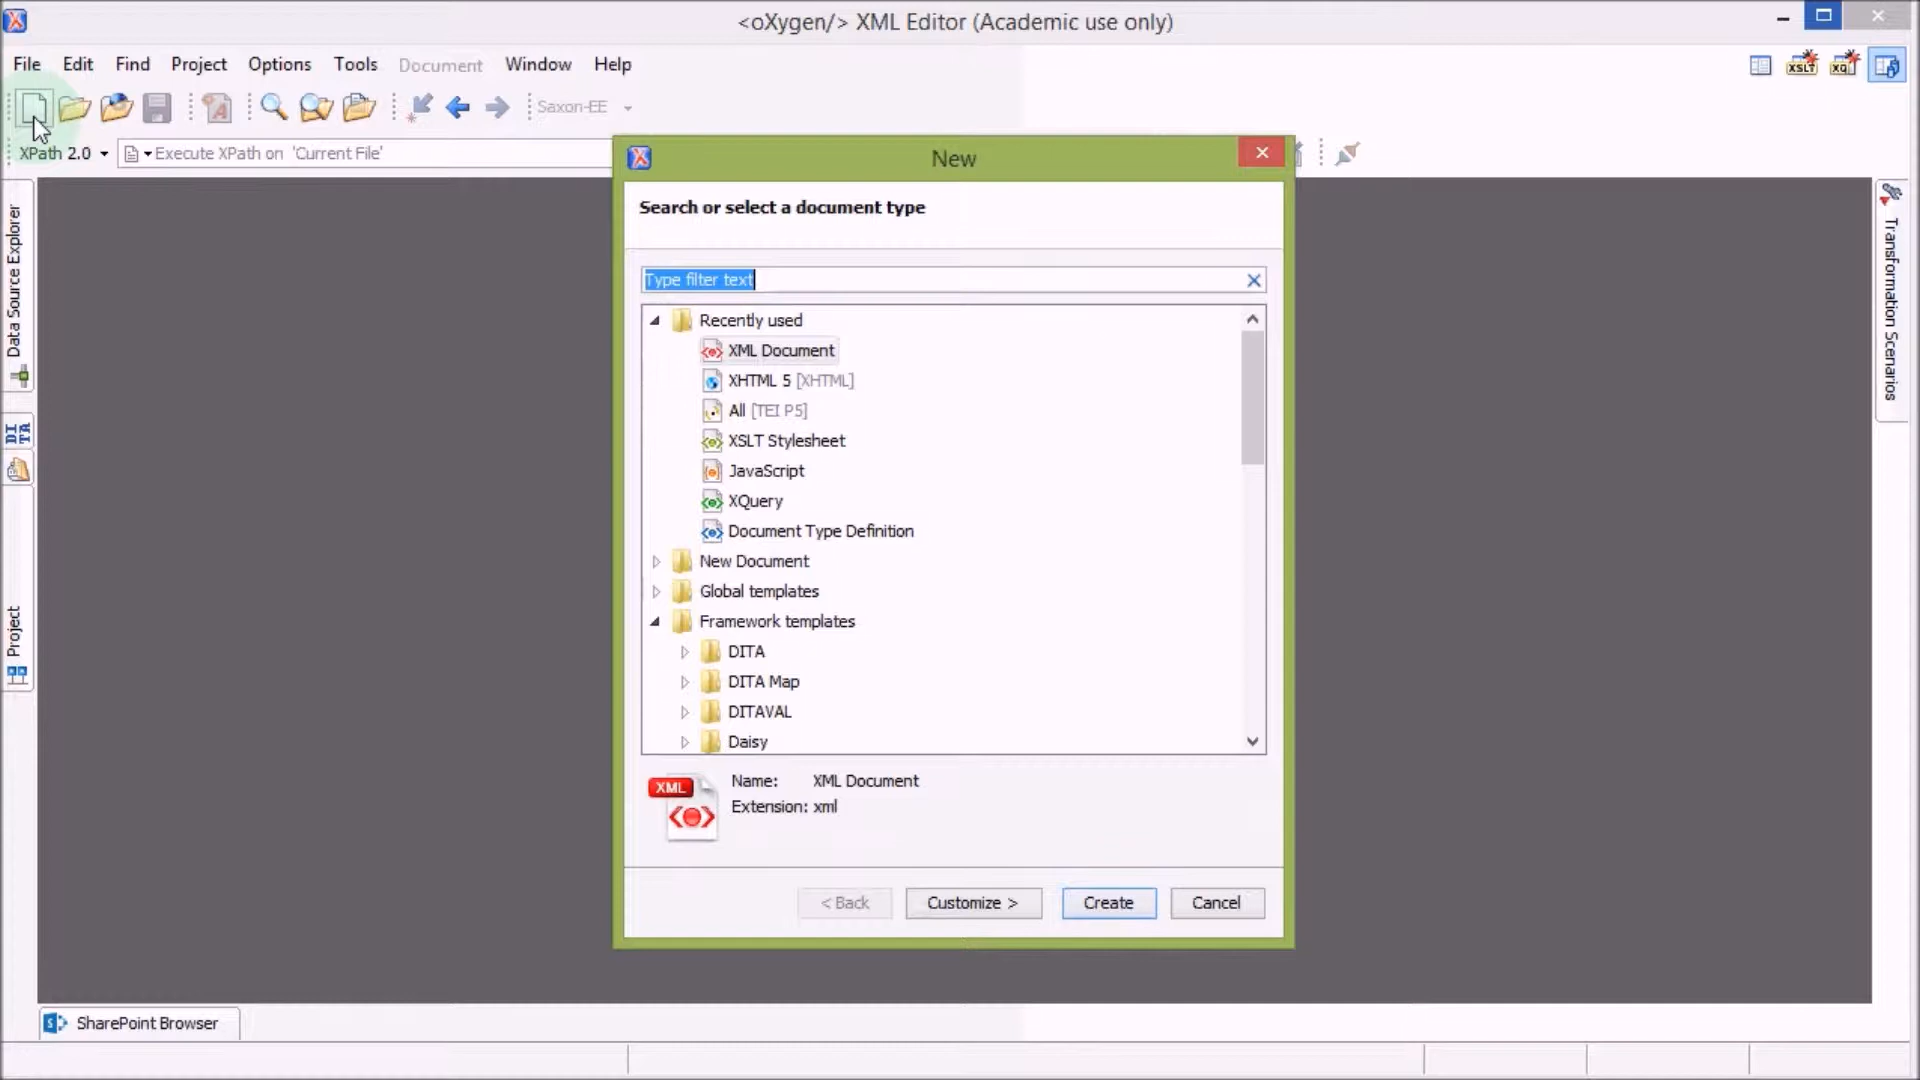 <oXygen/> XML Editor (Academic use only)
File Edit Find Project Options Tools Document Window Help
XSLT XQ
Saxon-EE
XPath 2.0 Execute XPath on 'Current File'
New
Search or select a document type
Type filter text
Recently used
XML Document
XHTML 5 [XHTML]
All [TEI P5]
XSLT Stylesheet
JavaScript
XQuery
Document Type Definition
New Document
Global templates
Framework templates
DITA
DITA Map
DITAVAL
Daisy
XML
Name: XML Document
Extension: xml
< Back Customize > Create Cancel
Data Source Explorer
DITA
Project
Transformation Scenarios
SharePoint Browser